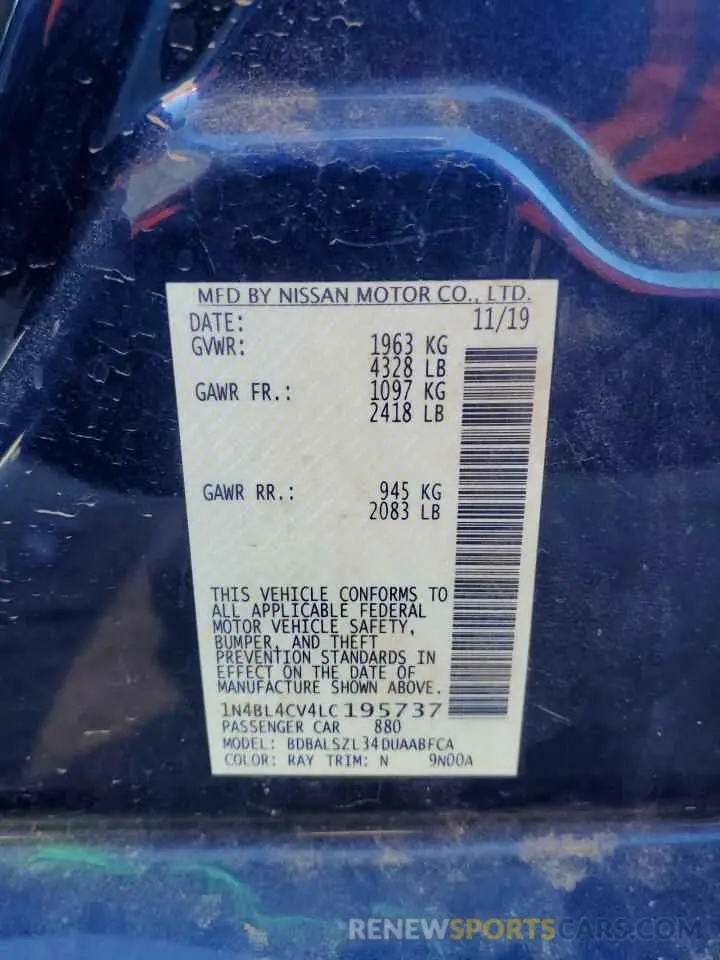 MFD BY NISSAN MOTOR CO., LTD.
DATE: 11/19
GVWR: 1963 KG
4328 LB
GAWR FR.: 1097 KG
2418 LB
GAWR RR.: 945 KG
2083 LB
THIS VEHICLE CONFORMS TO
ALL APPLICABLE FEDERAL
MOTOR VEHICLE SAFETY,
BUMPER, AND THEFT
PREVENTION STANDARDS IN
EFFECT ON THE DATE OF
MANUFACTURE SHOWN ABOVE.
1N4BL4CV4LC195737
PASSENGER CAR 880
MODEL: BDBALSZL34DUAABFCA
COLOR: RAY TRIM: N 9N00A
RENEWSPORTSCARS.COM